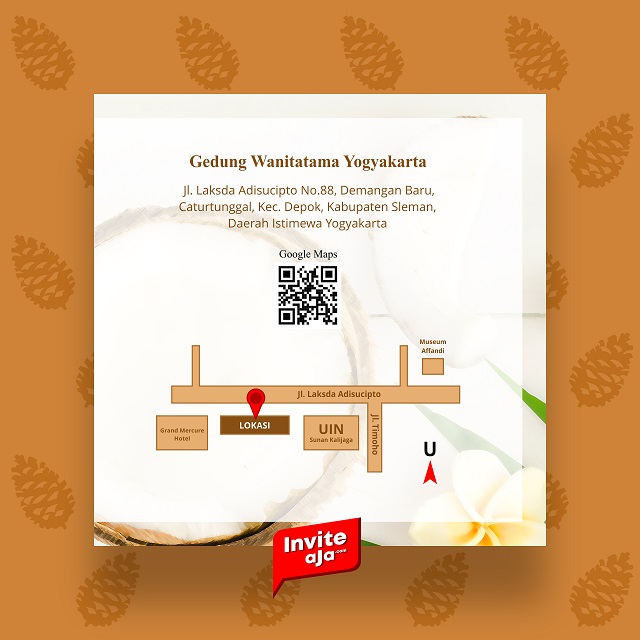 Gedung Wanitatama Yogyakarta
Jl. Laksda Adisucipto No.88, Demangan Baru,
Caturtunggal, Kec. Depok, Kabupaten Sleman,
Daerah Istimewa Yogyakarta
Google Maps
Museum
Affandi
Jl. Laksda Adisucipto
Grand Mercure
Hotel
LOKASI
UIN
Sunan Kalijaga
Jl. Timoho
U
Invite
aja.com